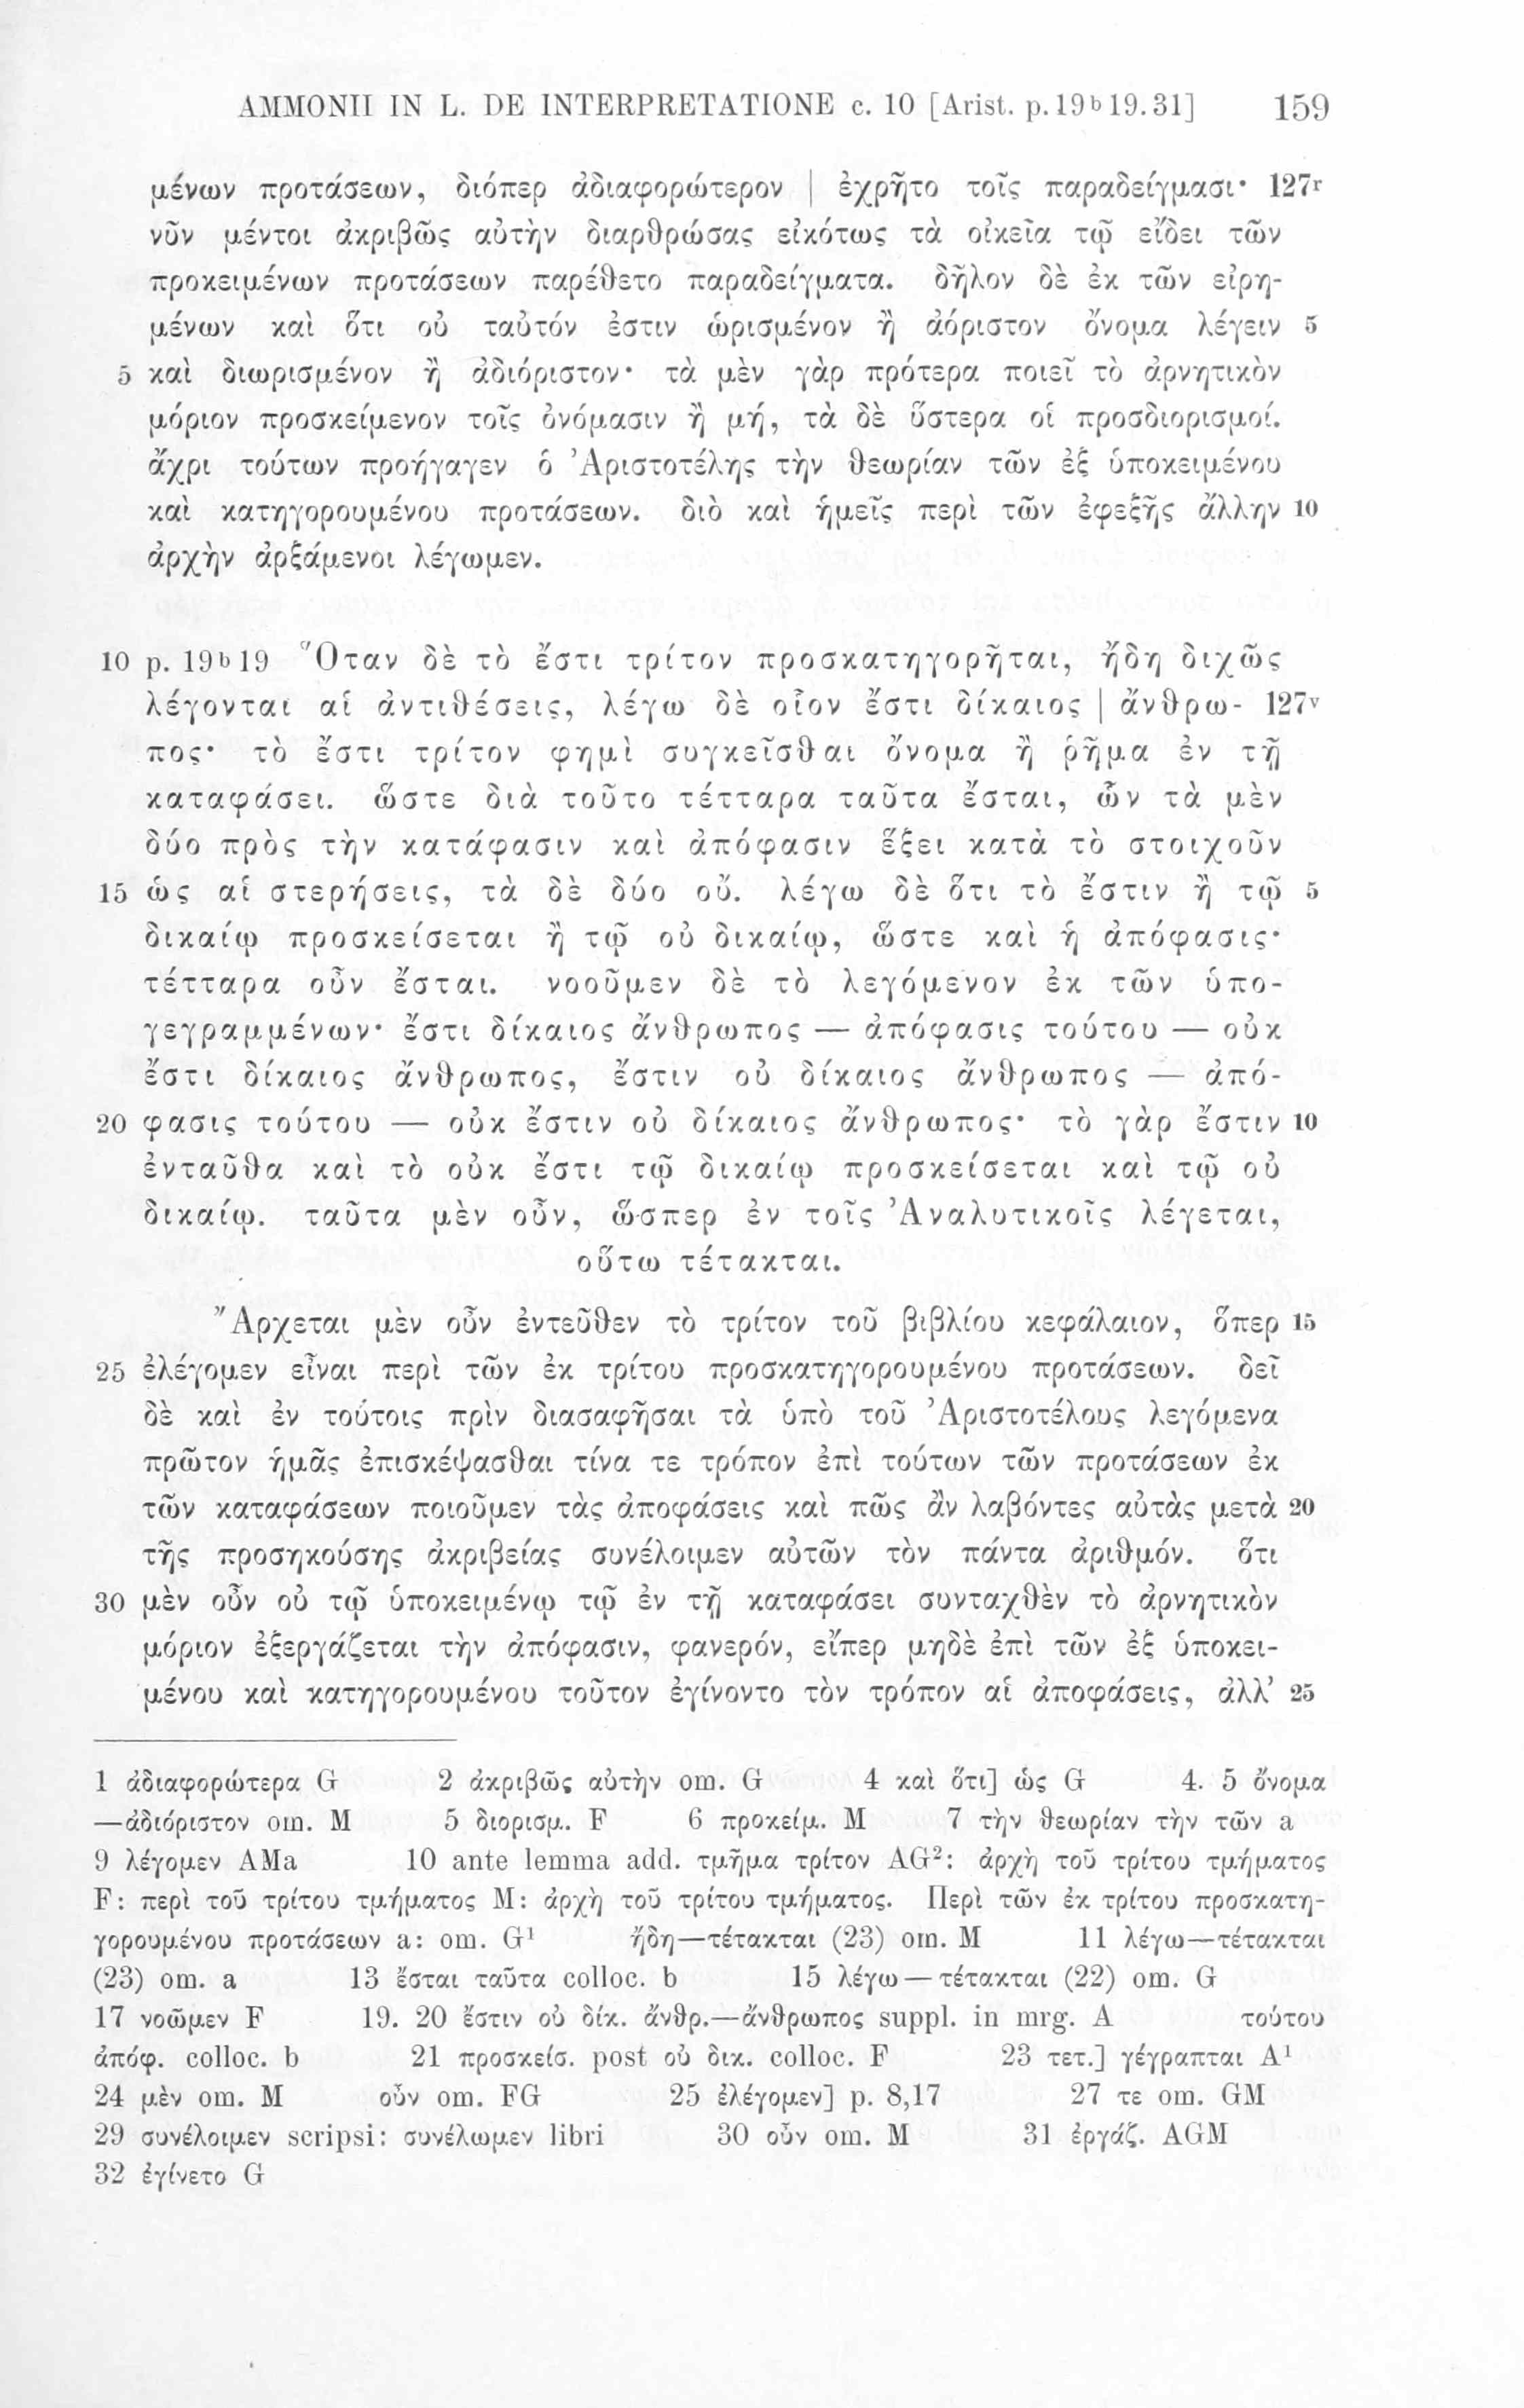 AMMONII IN L. DE INTERPRETATIONE c. 10 [Arist. p. 19ᵇ19.31] 159
μένων προτάσεων, διόπερ ἀδιαφορώτερον | ἐχρῆτο τοῖς παραδείγμασι· 127ʳ
νῦν μέντοι ἀκριβῶς αὐτὴν διαρθρώσας εἰκότως τὰ οἰκεῖα τῷ εἴδει τῶν
προκειμένων προτάσεων παρέθετο παραδείγματα. δῆλον δὲ ἐκ τῶν εἰρη-
μένων καὶ ὅτι οὐ ταὐτόν ἐστιν ὡρισμένον ἢ ἀόριστον ὄνομα λέγειν 5
5 καὶ διωρισμένον ἢ ἀδιόριστον· τὰ μὲν γὰρ πρότερα ποιεῖ τὸ ἀρνητικὸν
μόριον προσκείμενον τοῖς ὀνόμασιν ἢ μή, τὰ δὲ ὕστερα οἱ προσδιορισμοί.
ἄχρι τούτων προήγαγεν ὁ Ἀριστοτέλης τὴν θεωρίαν τῶν ἐξ ὑποκειμένου
καὶ κατηγορουμένου προτάσεων. διὸ καὶ ἡμεῖς περὶ τῶν ἐφεξῆς ἄλλην 10
ἀρχὴν ἀρξάμενοι λέγωμεν.
10 p. 19ᵇ19 Ὅταν δὲ τὸ ἔστι τρίτον προσκατηγορῆται, ἤδη διχῶς
λέγονται αἱ ἀντιθέσεις, λέγω δὲ οἷον ἔστι δίκαιος | ἄνθρω- 127ᵛ
πος· τὸ ἔστι τρίτον φημὶ συγκεῖσθαι ὄνομα ἢ ῥῆμα ἐν τῇ
καταφάσει. ὥστε διὰ τοῦτο τέτταρα ταῦτα ἔσται, ὧν τὰ μὲν
δύο πρὸς τὴν κατάφασιν καὶ ἀπόφασιν ἕξει κατὰ τὸ στοιχοῦν
15 ὡς αἱ στερήσεις, τὰ δὲ δύο οὔ. λέγω δὲ ὅτι τὸ ἔστιν ἢ τῷ 5
δικαίῳ προσκείσεται ἢ τῷ οὐ δικαίῳ, ὥστε καὶ ἡ ἀπόφασις·
τέτταρα οὖν ἔσται. νοοῦμεν δὲ τὸ λεγόμενον ἐκ τῶν ὑπο-
γεγραμμένων· ἔστι δίκαιος ἄνθρωπος — ἀπόφασις τούτου — οὐκ
ἔστι δίκαιος ἄνθρωπος, ἔστιν οὐ δίκαιος ἄνθρωπος — ἀπό-
20 φασις τούτου — οὐκ ἔστιν οὐ δίκαιος ἄνθρωπος· τὸ γὰρ ἔστιν 10
ἐνταῦθα καὶ τὸ οὐκ ἔστι τῷ δικαίῳ προσκείσεται καὶ τῷ οὐ
δικαίῳ. ταῦτα μὲν οὖν, ὥσπερ ἐν τοῖς Ἀναλυτικοῖς λέγεται,
οὕτω τέτακται.
Ἄρχεται μὲν οὖν ἐντεῦθεν τὸ τρίτον τοῦ βιβλίου κεφάλαιον, ὅπερ 15
25 ἐλέγομεν εἶναι περὶ τῶν ἐκ τρίτου προσκατηγορουμένου προτάσεων. δεῖ
δὲ καὶ ἐν τούτοις πρὶν διασαφῆσαι τὰ ὑπὸ τοῦ Ἀριστοτέλους λεγόμενα
πρῶτον ἡμᾶς ἐπισκέψασθαι τίνα τε τρόπον ἐπὶ τούτων τῶν προτάσεων ἐκ
τῶν καταφάσεων ποιοῦμεν τὰς ἀποφάσεις καὶ πῶς ἂν λαβόντες αὐτὰς μετὰ 20
τῆς προσηκούσης ἀκριβείας συνέλοιμεν αὐτῶν τὸν πάντα ἀριθμόν. ὅτι
30 μὲν οὖν οὐ τῷ ὑποκειμένῳ τῷ ἐν τῇ καταφάσει συνταχθὲν τὸ ἀρνητικὸν
μόριον ἐξεργάζεται τὴν ἀπόφασιν, φανερόν, εἴπερ μηδὲ ἐπὶ τῶν ἐξ ὑποκει-
μένου καὶ κατηγορουμένου τοῦτον ἐγίνοντο τὸν τρόπον αἱ ἀποφάσεις, ἀλλ’ 25
1 ἀδιαφορώτερα G 2 ἀκριβῶς αὐτὴν om. G 4 καὶ ὅτι] ὡς G 4. 5 ὄνομα
—ἀδιόριστον om. M 5 διορισμ. F 6 προκείμ. M 7 τὴν θεωρίαν τὴν τῶν a
9 λέγομεν AMa 10 ante lemma add. τμῆμα τρίτον AG²: ἀρχὴ τοῦ τρίτου τμήματος
F: περὶ τοῦ τρίτου τμήματος M: ἀρχὴ τοῦ τρίτου τμήματος. Περὶ τῶν ἐκ τρίτου προσκατη-
γορουμένου προτάσεων a: om. G¹ ἤδη—τέτακται (23) om. M 11 λέγω—τέτακται
(23) om. a 13 ἔσται ταῦτα colloc. b 15 λέγω — τέτακται (22) om. G
17 νοῶμεν F 19. 20 ἔστιν οὐ δίκ. ἄνθρ.—ἄνθρωπος suppl. in mrg. A τούτου
ἀπόφ. colloc. b 21 προσκείσ. post οὐ δικ. colloc. F 23 τετ.] γέγραπται A¹
24 μὲν om. M οὖν om. FG 25 ἐλέγομεν] p. 8,17 27 τε om. GM
29 συνέλοιμεν scripsi: συνέλωμεν libri 30 οὖν om. M 31 ἐργάζ. AGM
32 ἐγίνετο G